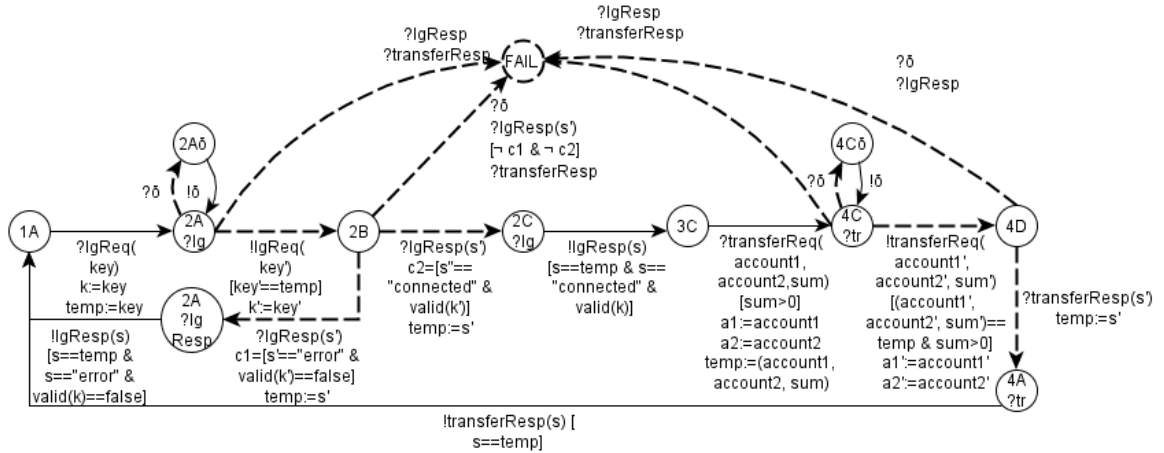 ?lgResp
?transferResp
?lgResp
?transferResp
FAIL
?δ
?lgResp
?δ
?lgResp(s')
[¬ c1 & ¬ c2]
?transferResp
2Aδ
4Cδ
?δ
!δ
?δ
!δ
1A
2A
?lg
2B
2C
?lg
3C
4C
?tr
4D
?lgReq(
key)
k:=key
temp:=key
!lgReq(
key')
[key'==temp]
k':=key'
?lgResp(s')
c2=[s''==
"connected" &
valid(k')]
temp:=s'
!lgResp(s)
[s==temp & s==
"connected" &
valid(k)]
?transferReq(
account1,
account2,sum)
[sum>0]
a1:=account1
a2:=account2
temp:=(account1,
account2, sum)
!transferReq(
account1',
account2', sum')
[(account1',
account2', sum')==
temp & sum>0]
a1':=account1'
a2':=account2'
?transferResp(s')
temp:=s'
2A
?lg
Resp
!lgResp(s)
[s==temp &
s=="error" &
valid(k)==false]
?lgResp(s')
c1=[s'=="error" &
valid(k')==false]
temp:=s'
4A
?tr
!transferResp(s) [
s==temp]